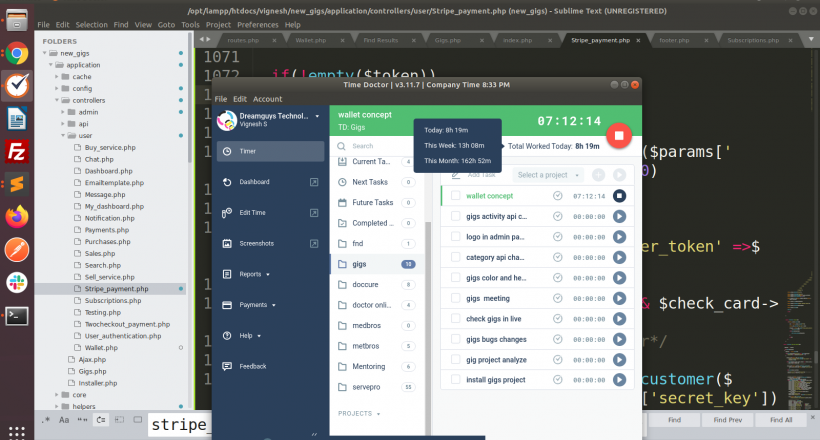 /opt/lampp/htdocs/vignesh/new_gigs/application/controllers/user/Stripe_payment.php (new_gigs) - Sublime Text (UNREGISTERED)
File Edit Selection Find View Goto Tools Project Preferences Help
FOLDERS
new_gigs
application
cache
config
controllers
admin
api
user
Buy_service.php
Chat.php
Dashboard.php
Emailtemplate.php
Message.php
My_dashboard.php
Notification.php
Payments.php
Purchases.php
Sales.php
Search.php
Sell_service.php
Stripe_payment.php
Subscriptions.php
Testing.php
Twocheckout_payment.php
User_authentication.php
Wallet.php
Ajax.php
Gigs.php
Installer.php
core
helpers
routes.php Wallet.php Find Results Gigs.php index.php Stripe_payment.php footer.php Subscriptions.php
1071
1072 if(!empty($token))
($params['
0)
er_token' =>$
& $check_card->
r*/
customer($
['secret_key'])
Time Doctor | v3.11.7 | Company Time 8:33 PM
File Edit Account
Dreamguys Technol...
Vignesh S
Timer
Dashboard
Edit Time
Screenshots
Reports
Payments
Help
Feedback
wallet concept
TD: Gigs
07:12:14
Today: 8h 19m
This Week: 13h 08m
This Month: 162h 52m
Search
Total Worked Today: 8h 19m
Current Ta... 4
Next Tasks 0
Future Tasks 0
Completed ... 0
fnd 1
gigs 10
doccure 8
doctor onli... 4
medbros 0
metbros 5
Mentoring 6
servepro 55
PROJECTS
Add Task Select a project
wallet concept 07:12:14
gigs activity api c... 00:00:00
logo in admin pa... 00:00:00
category api cha... 00:00:00
gigs color and he... 00:00:00
gigs meeting 00:00:00
check gigs in live 00:00:00
gigs bugs changes 00:00:00
gig project analyze 00:00:00
install gigs project 00:00:00
.* Aa “”
stripe_
Find Find Prev Find All